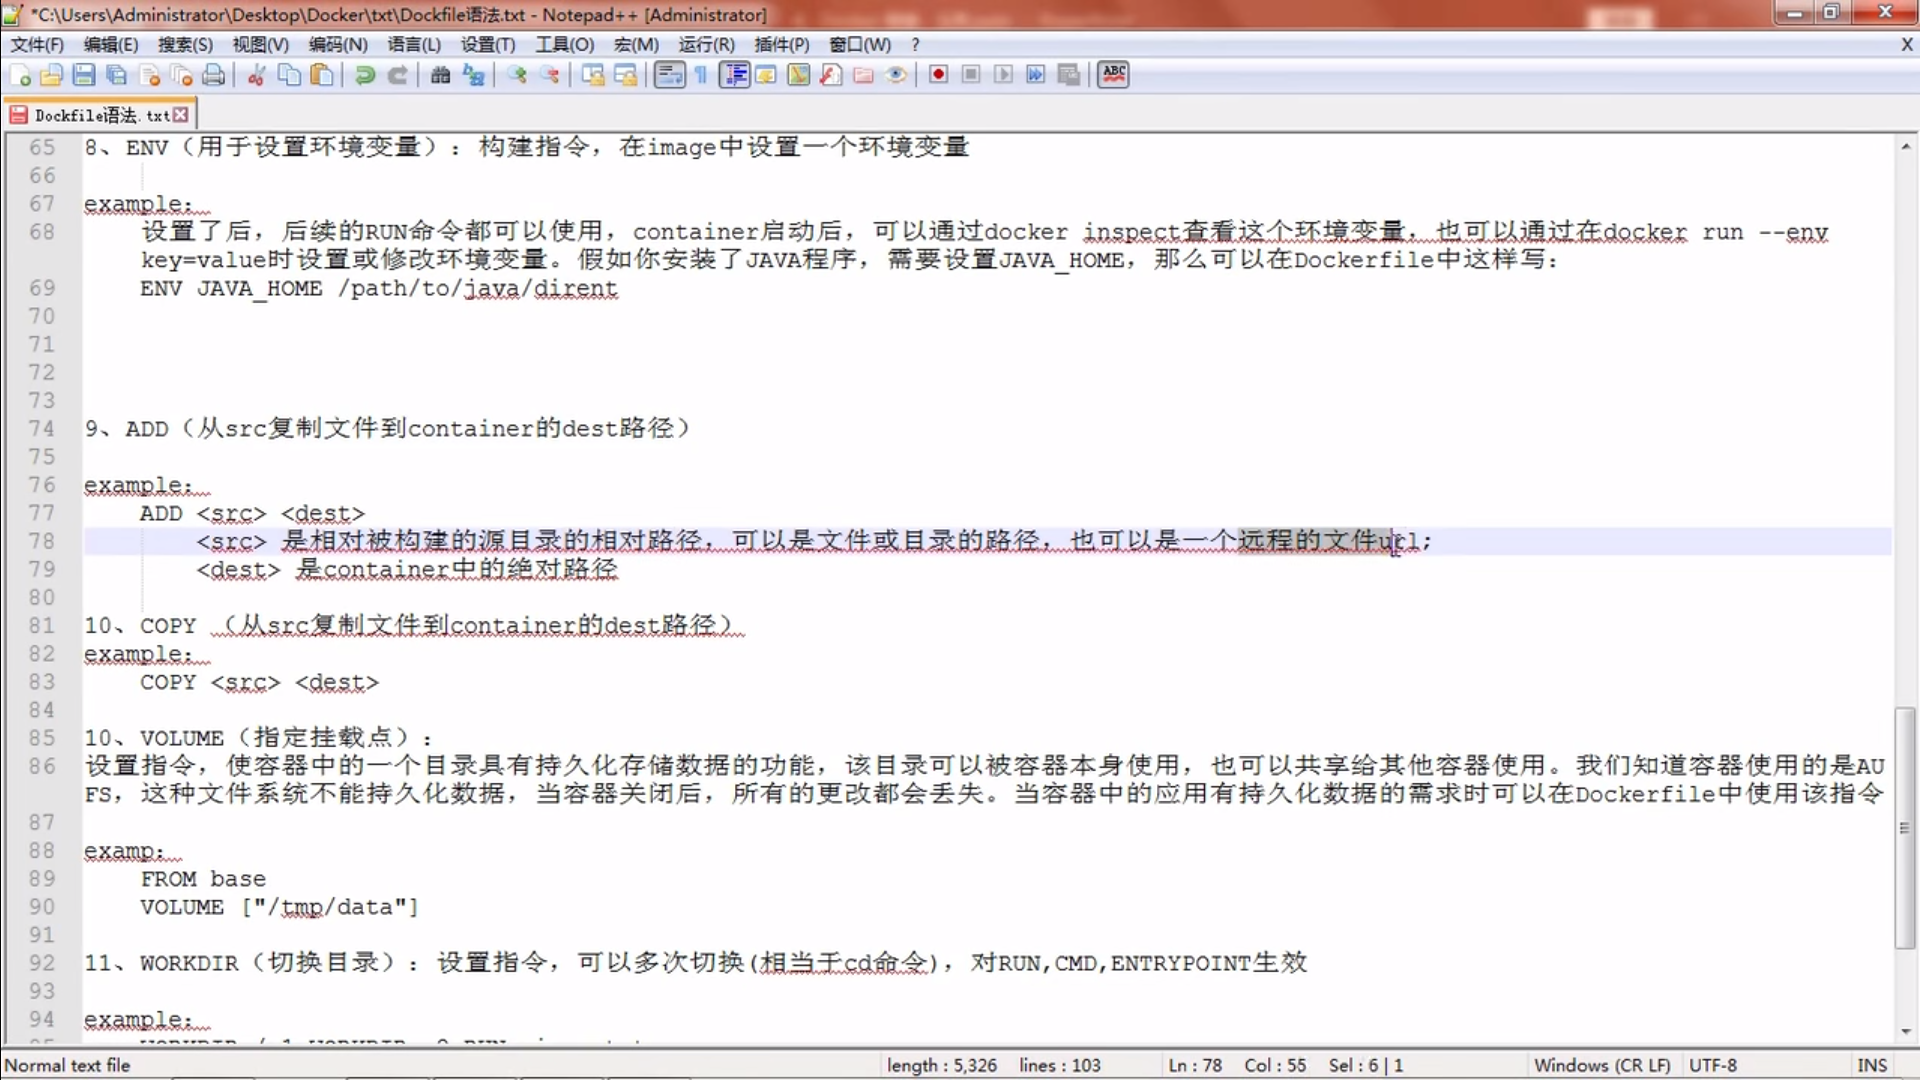 *C:\Users\Administrator\Desktop\Docker\txt\Dockfile语法.txt - Notepad++ [Administrator]
文件(F) 编辑(E) 搜索(S) 视图(V) 编码(N) 语言(L) 设置(T) 工具(O) 宏(M) 运行(R) 插件(P) 窗口(W) ? X
ABC
Dockfile语法.txt
65 8、ENV（用于设置环境变量）：构建指令，在image中设置一个环境变量
66
67 example：
68 设置了后，后续的RUN命令都可以使用，container启动后，可以通过docker inspect查看这个环境变量，也可以通过在docker run --env
key=value时设置或修改环境变量。假如你安装了JAVA程序，需要设置JAVA_HOME，那么可以在Dockerfile中这样写：
69 ENV JAVA_HOME /path/to/java/dirent
70
71
72
73
74 9、ADD（从src复制文件到container的dest路径）
75
76 example：
77 ADD <src> <dest>
78 <src> 是相对被构建的源目录的相对路径，可以是文件或目录的路径，也可以是一个远程的文件url;
79 <dest> 是container中的绝对路径
80
81 10、COPY （从src复制文件到container的dest路径）
82 example：
83 COPY <src> <dest>
84
85 10、VOLUME（指定挂载点）：
86 设置指令，使容器中的一个目录具有持久化存储数据的功能，该目录可以被容器本身使用，也可以共享给其他容器使用。我们知道容器使用的是AU
FS，这种文件系统不能持久化数据，当容器关闭后，所有的更改都会丢失。当容器中的应用有持久化数据的需求时可以在Dockerfile中使用该指令
87
88 examp：
89 FROM base
90 VOLUME ["/tmp/data"]
91
92 11、WORKDIR（切换目录）：设置指令，可以多次切换(相当于cd命令)，对RUN,CMD,ENTRYPOINT生效
93
94 example：
Normal text file length : 5,326 lines : 103 Ln : 78 Col : 55 Sel : 6 | 1 Windows (CR LF) UTF-8 INS